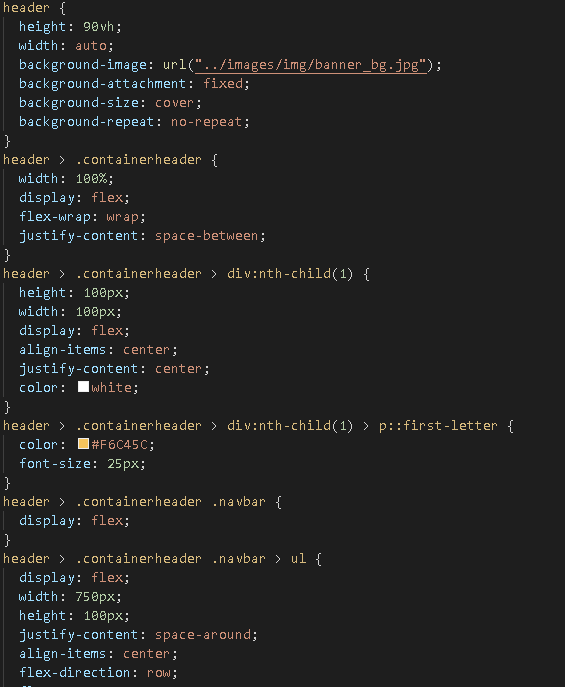 header {
  height: 90vh;
  width: auto;
  background-image: url("../images/img/banner_bg.jpg");
  background-attachment: fixed;
  background-size: cover;
  background-repeat: no-repeat;
}
header > .containerheader {
  width: 100%;
  display: flex;
  flex-wrap: wrap;
  justify-content: space-between;
}
header > .containerheader > div:nth-child(1) {
  height: 100px;
  width: 100px;
  display: flex;
  align-items: center;
  justify-content: center;
  color: white;
}
header > .containerheader > div:nth-child(1) > p::first-letter {
  color: #F6C45C;
  font-size: 25px;
}
header > .containerheader .navbar {
  display: flex;
}
header > .containerheader .navbar > ul {
  display: flex;
  width: 750px;
  height: 100px;
  justify-content: space-around;
  align-items: center;
  flex-direction: row;